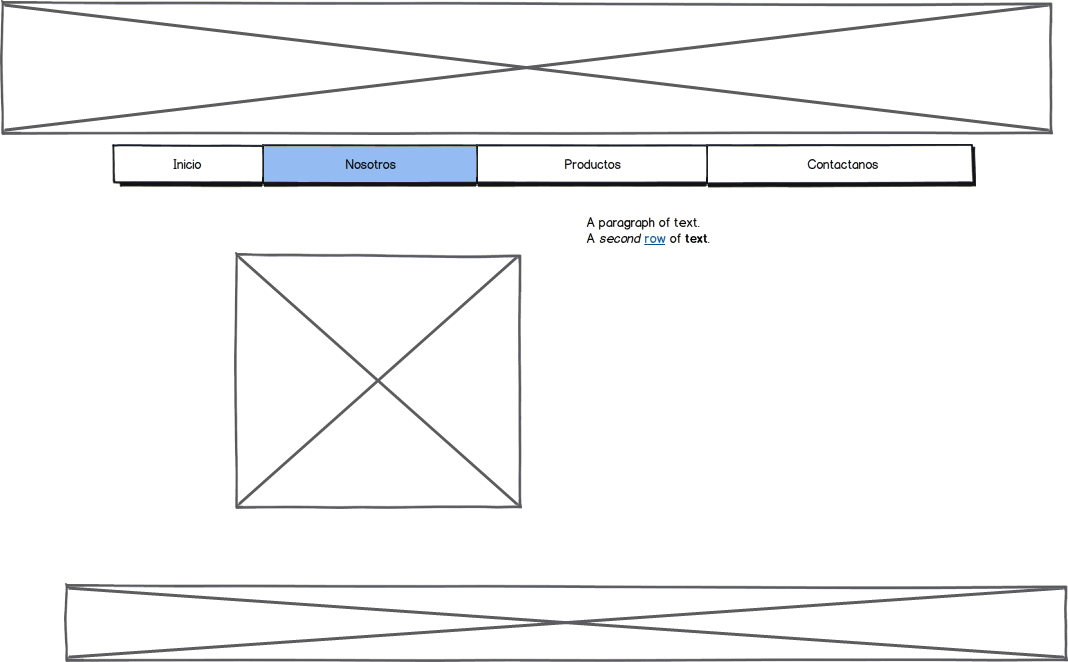 Inicio Nosotros Productos Contactanos
A paragraph of text.
A second row of text.